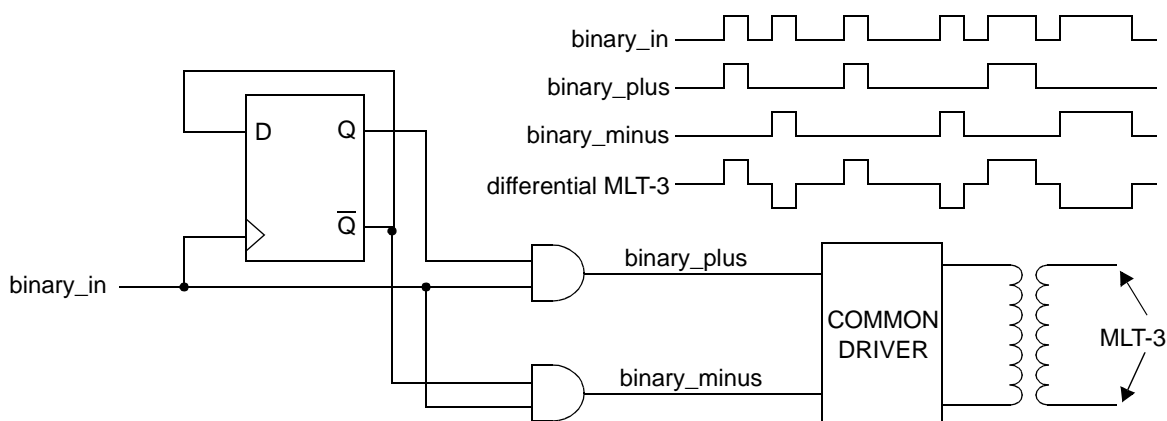 binary_in
binary_plus
binary_minus
differential MLT-3
D
Q
Q̅
binary_in
binary_plus
binary_minus
COMMON
DRIVER
MLT-3